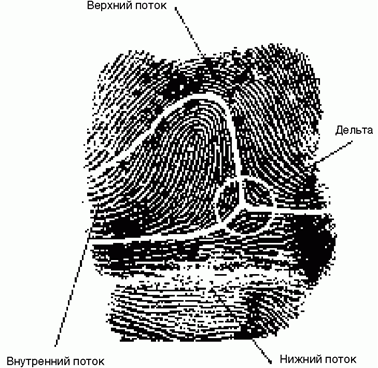 Верхний поток
Дельта
Внутренний поток
Нижний поток